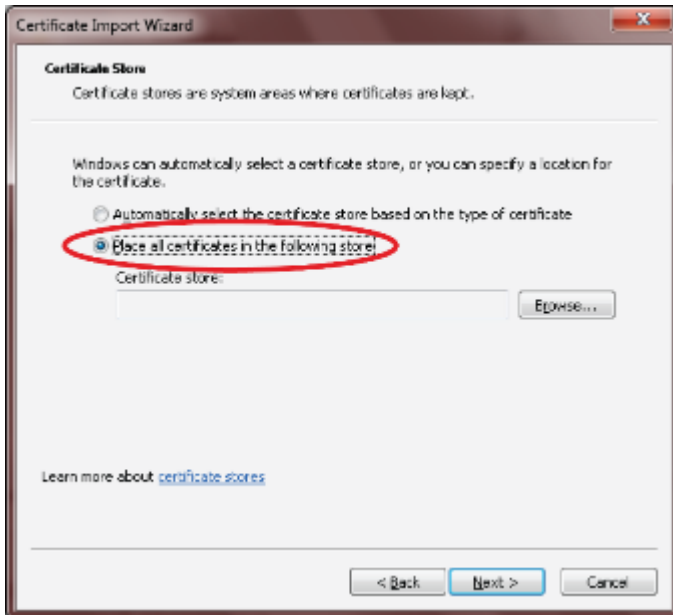 Certificate Import Wizard
Certificate Store
Certificate stores are system areas where certificates are kept.
Windows can automatically select a certificate store, or you can specify a location for
the certificate.
Automatically select the certificate store based on the type of certificate
Place all certificates in the following store
Certificate store:
Browse...
Learn more about certificate stores
< Back
Next >
Cancel